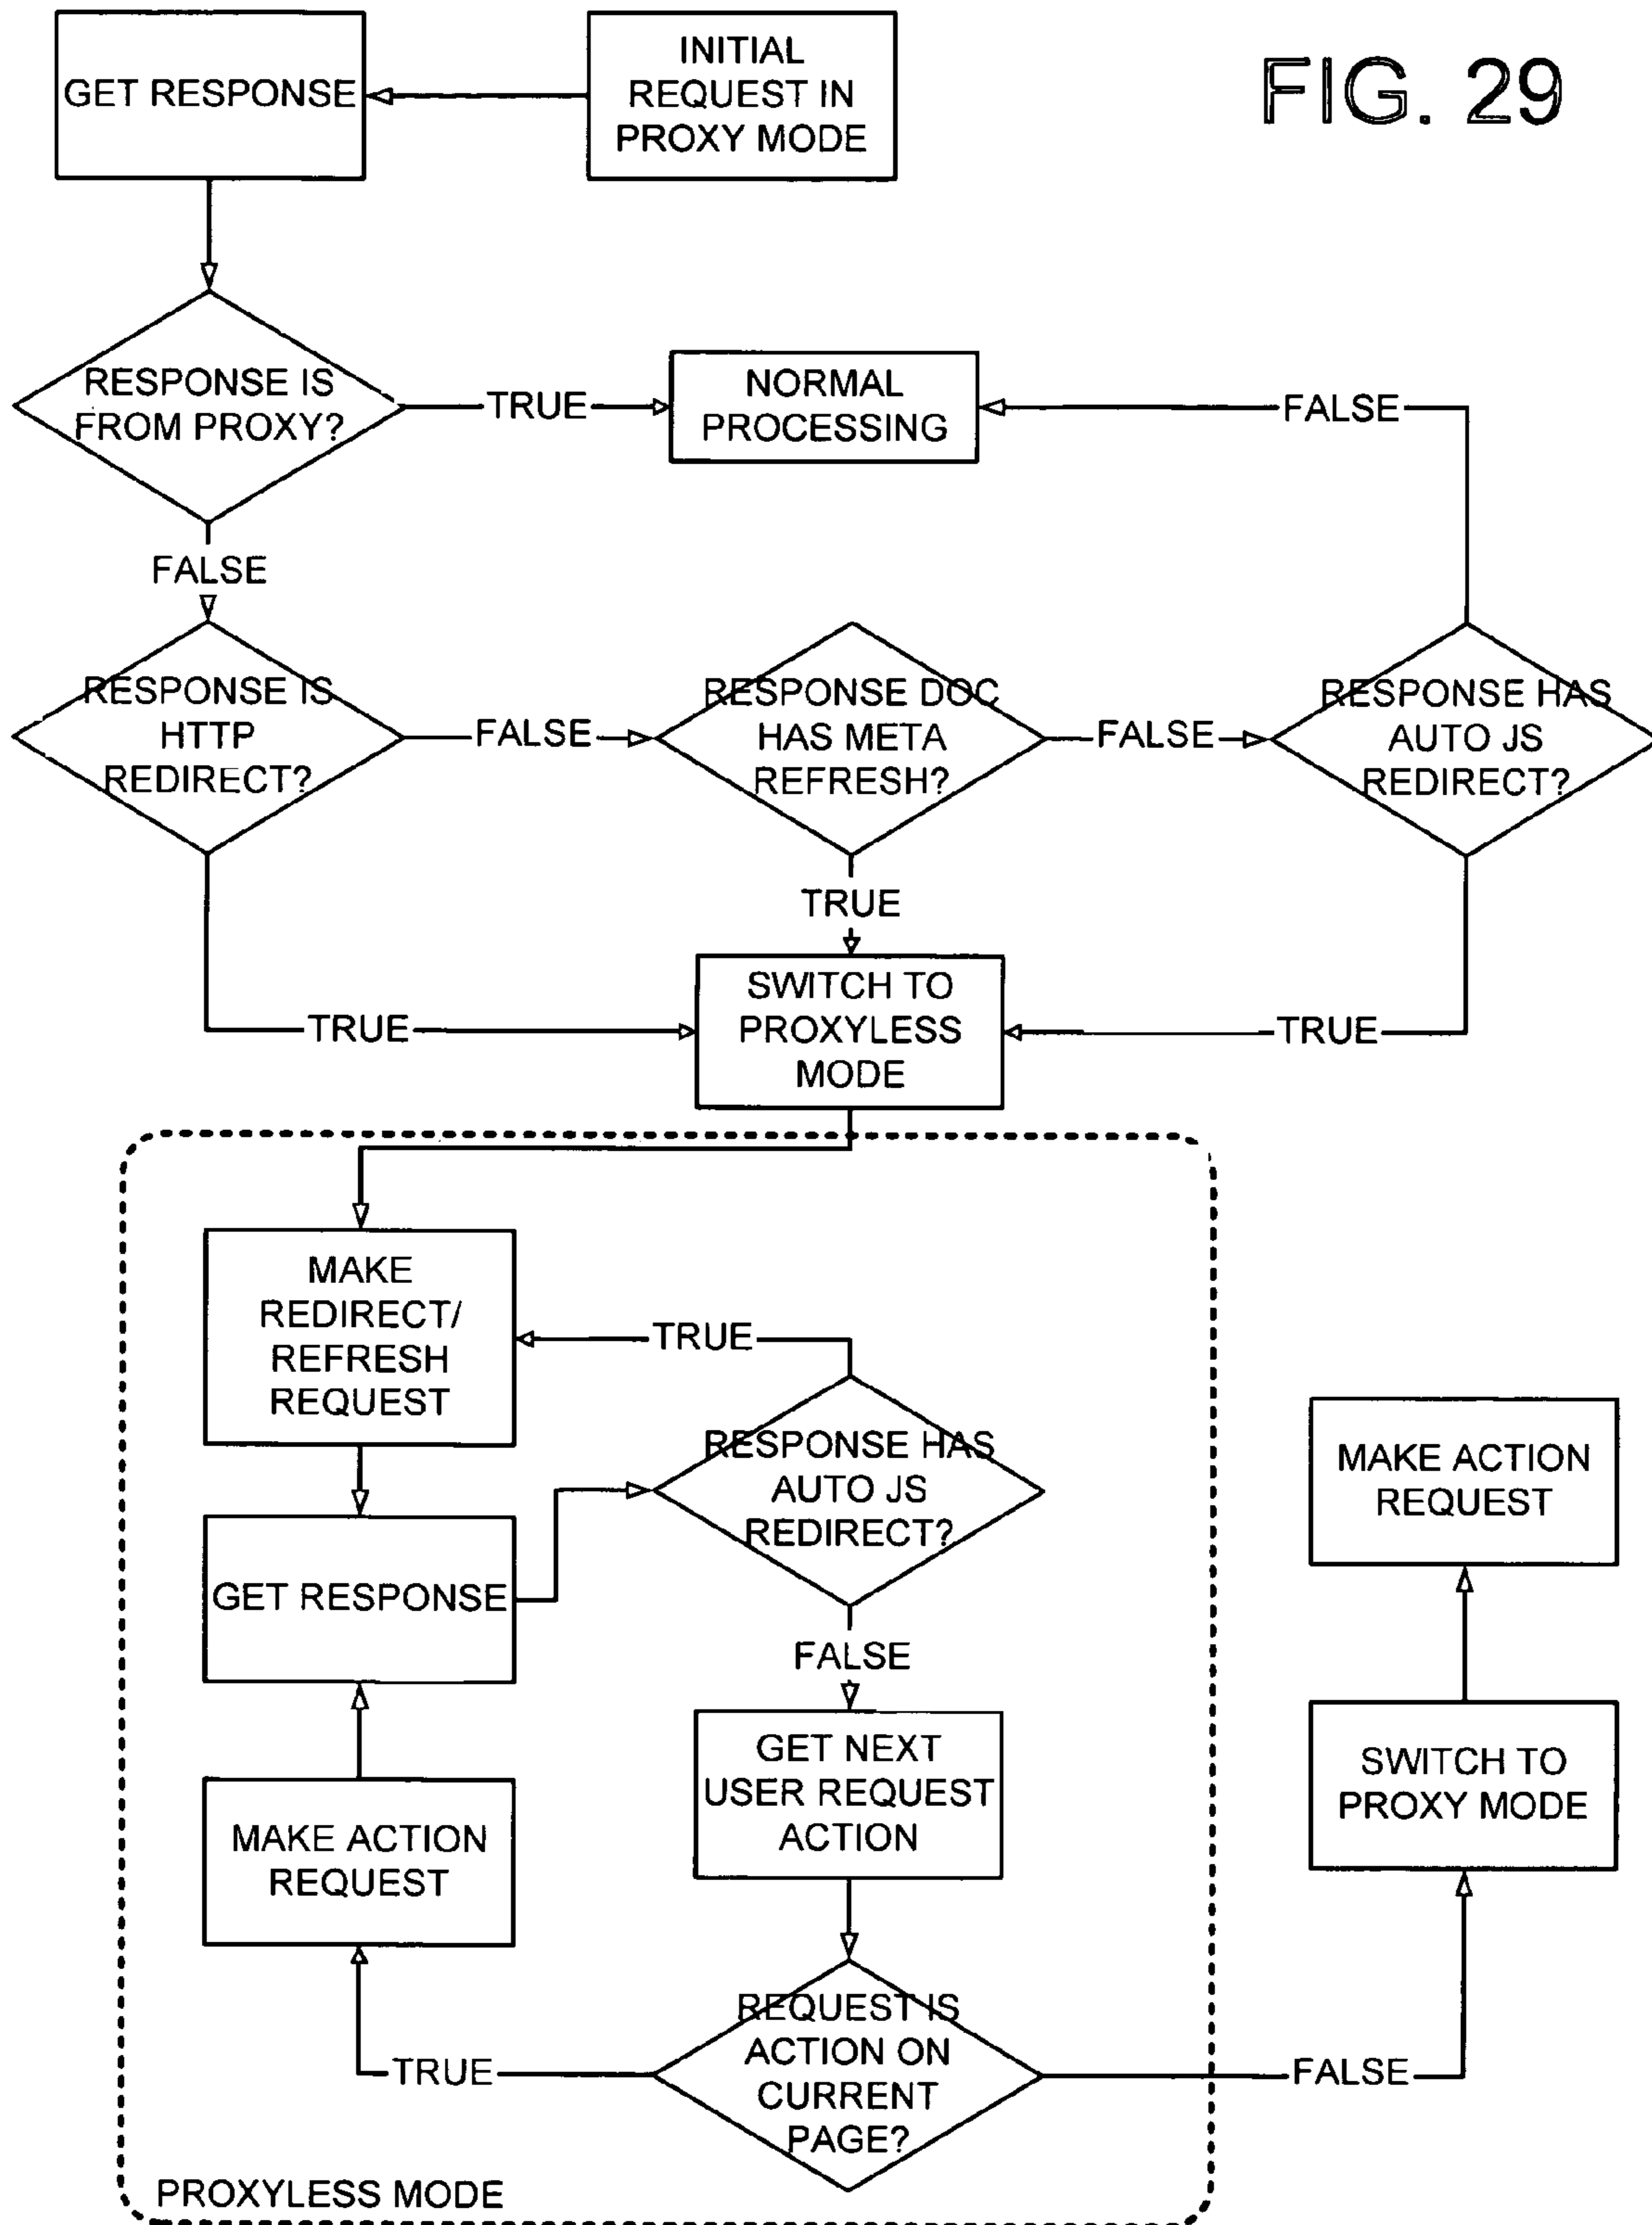 FIG. 29
GET RESPONSE
INITIAL
REQUEST IN
PROXY MODE
RESPONSE IS
FROM PROXY?
TRUE
NORMAL
PROCESSING
FALSE
FALSE
RESPONSE IS
HTTP
REDIRECT?
FALSE
RESPONSE DOC
HAS META
REFRESH?
FALSE
RESPONSE HAS
AUTO JS
REDIRECT?
TRUE
TRUE
SWITCH TO
PROXYLESS
MODE
TRUE
MAKE
REDIRECT/
REFRESH
REQUEST
TRUE
RESPONSE HAS
AUTO JS
REDIRECT?
MAKE ACTION
REQUEST
GET RESPONSE
FALSE
GET NEXT
USER REQUEST
ACTION
SWITCH TO
PROXY MODE
MAKE ACTION
REQUEST
REQUEST IS
ACTION ON
CURRENT
PAGE?
TRUE
FALSE
PROXYLESS MODE